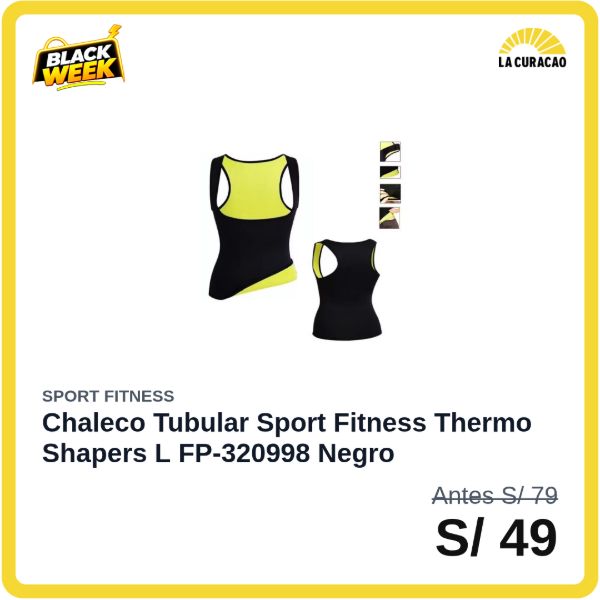 BLACK
WEEK
LA CURACAO
SPORT FITNESS
Chaleco Tubular Sport Fitness Thermo
Shapers L FP-320998 Negro
Antes S/ 79
S/ 49